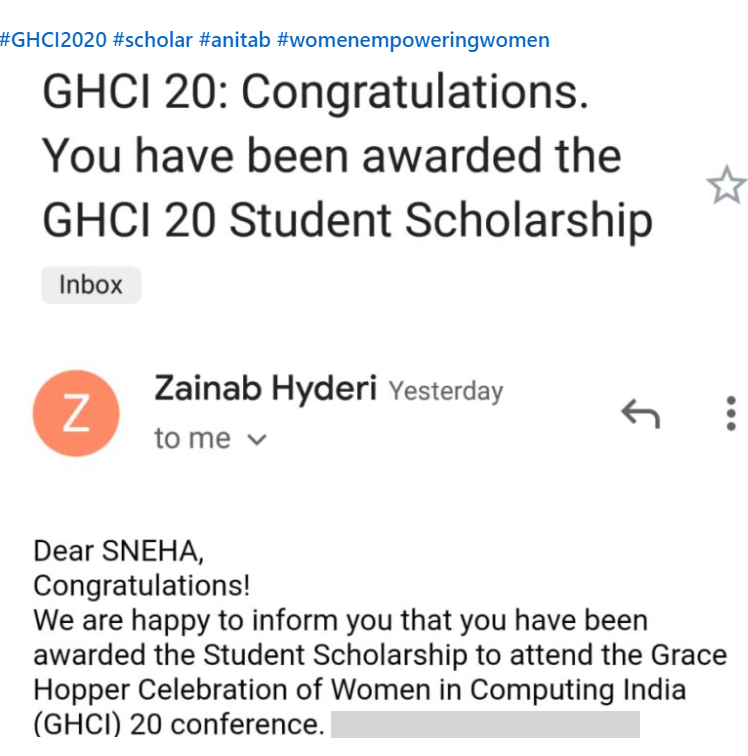 #GHCI2020 #scholar #anitab #womenempoweringwomen
GHCI 20: Congratulations.
You have been awarded the
GHCI 20 Student Scholarship
Inbox
Z
Zainab Hyderi Yesterday
to me
Dear SNEHA,
Congratulations!
We are happy to inform you that you have been
awarded the Student Scholarship to attend the Grace
Hopper Celebration of Women in Computing India
(GHCI) 20 conference.